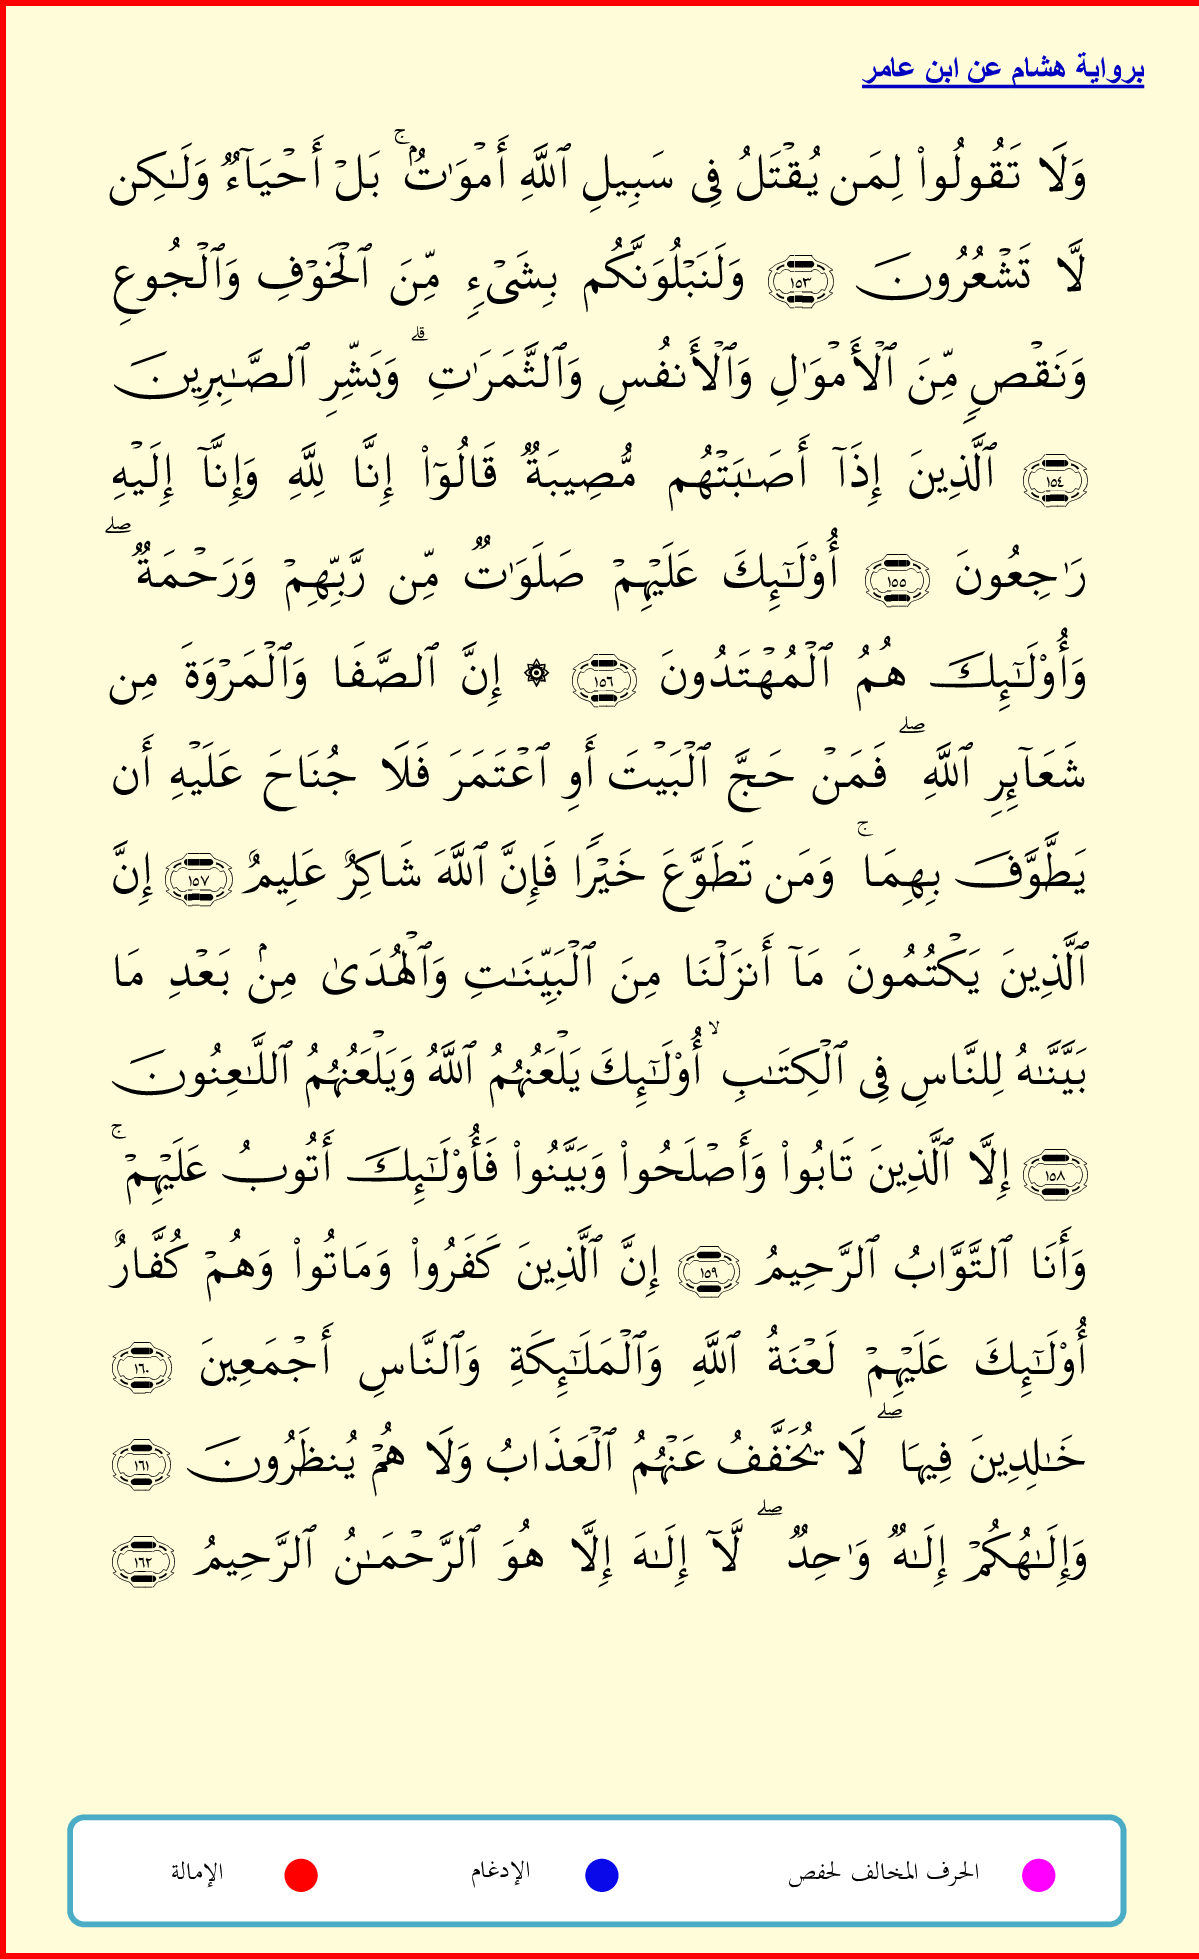 برواية هشام عن ابن عامر
وَلَا تَقُولُوا۟ لِمَن يُقْتَلُ فِى سَبِيلِ ٱللَّهِ أَمْوَٰتٌۢ ۚ بَلْ أَحْيَآءٌ وَلَـٰكِن
لَّا تَشْعُرُونَ ١٥٣ وَلَنَبْلُوَنَّكُم بِشَىْءٍ مِّنَ ٱلْخَوْفِ وَٱلْجُوعِ
وَنَقْصٍ مِّنَ ٱلْأَمْوَٰلِ وَٱلْأَنفُسِ وَٱلثَّمَرَٰتِ ۗ وَبَشِّرِ ٱلصَّـٰبِرِينَ
١٥٤ ٱلَّذِينَ إِذَآ أَصَـٰبَتْهُم مُّصِيبَةٌ قَالُوٓا۟ إِنَّا لِلَّهِ وَإِنَّآ إِلَيْهِ
رَٰجِعُونَ ١٥٥ أُو۟لَـٰٓئِكَ عَلَيْهِمْ صَلَوَٰتٌ مِّن رَّبِّهِمْ وَرَحْمَةٌ ۖ
وَأُو۟لَـٰٓئِكَ هُمُ ٱلْمُهْتَدُونَ ١٥٦ ۞ إِنَّ ٱلصَّفَا وَٱلْمَرْوَةَ مِن
شَعَآئِرِ ٱللَّهِ ۖ فَمَنْ حَجَّ ٱلْبَيْتَ أَوِ ٱعْتَمَرَ فَلَا جُنَاحَ عَلَيْهِ أَن
يَطَّوَّفَ بِهِمَا ۚ وَمَن تَطَوَّعَ خَيْرًا فَإِنَّ ٱللَّهَ شَاكِرٌ عَلِيمٌ ١٥٧ إِنَّ
ٱلَّذِينَ يَكْتُمُونَ مَآ أَنزَلْنَا مِنَ ٱلْبَيِّنَـٰتِ وَٱلْهُدَىٰ مِنۢ بَعْدِ مَا
بَيَّنَّـٰهُ لِلنَّاسِ فِى ٱلْكِتَـٰبِ ۙ أُو۟لَـٰٓئِكَ يَلْعَنُهُمُ ٱللَّهُ وَيَلْعَنُهُمُ ٱللَّـٰعِنُونَ
١٥٨ إِلَّا ٱلَّذِينَ تَابُوا۟ وَأَصْلَحُوا۟ وَبَيَّنُوا۟ فَأُو۟لَـٰٓئِكَ أَتُوبُ عَلَيْهِمْ ۚ
وَأَنَا ٱلتَّوَّابُ ٱلرَّحِيمُ ١٥٩ إِنَّ ٱلَّذِينَ كَفَرُوا۟ وَمَاتُوا۟ وَهُمْ كُفَّارٌ
أُو۟لَـٰٓئِكَ عَلَيْهِمْ لَعْنَةُ ٱللَّهِ وَٱلْمَلَـٰٓئِكَةِ وَٱلنَّاسِ أَجْمَعِينَ ١٦٠
خَـٰلِدِينَ فِيهَا ۖ لَا يُخَفَّفُ عَنْهُمُ ٱلْعَذَابُ وَلَا هُمْ يُنظَرُونَ ١٦١
وَإِلَـٰهُكُمْ إِلَـٰهٌ وَٰحِدٌ ۖ لَّآ إِلَـٰهَ إِلَّا هُوَ ٱلرَّحْمَـٰنُ ٱلرَّحِيمُ ١٦٢
الحرف المخالف لحفص الإدغام الإمالة